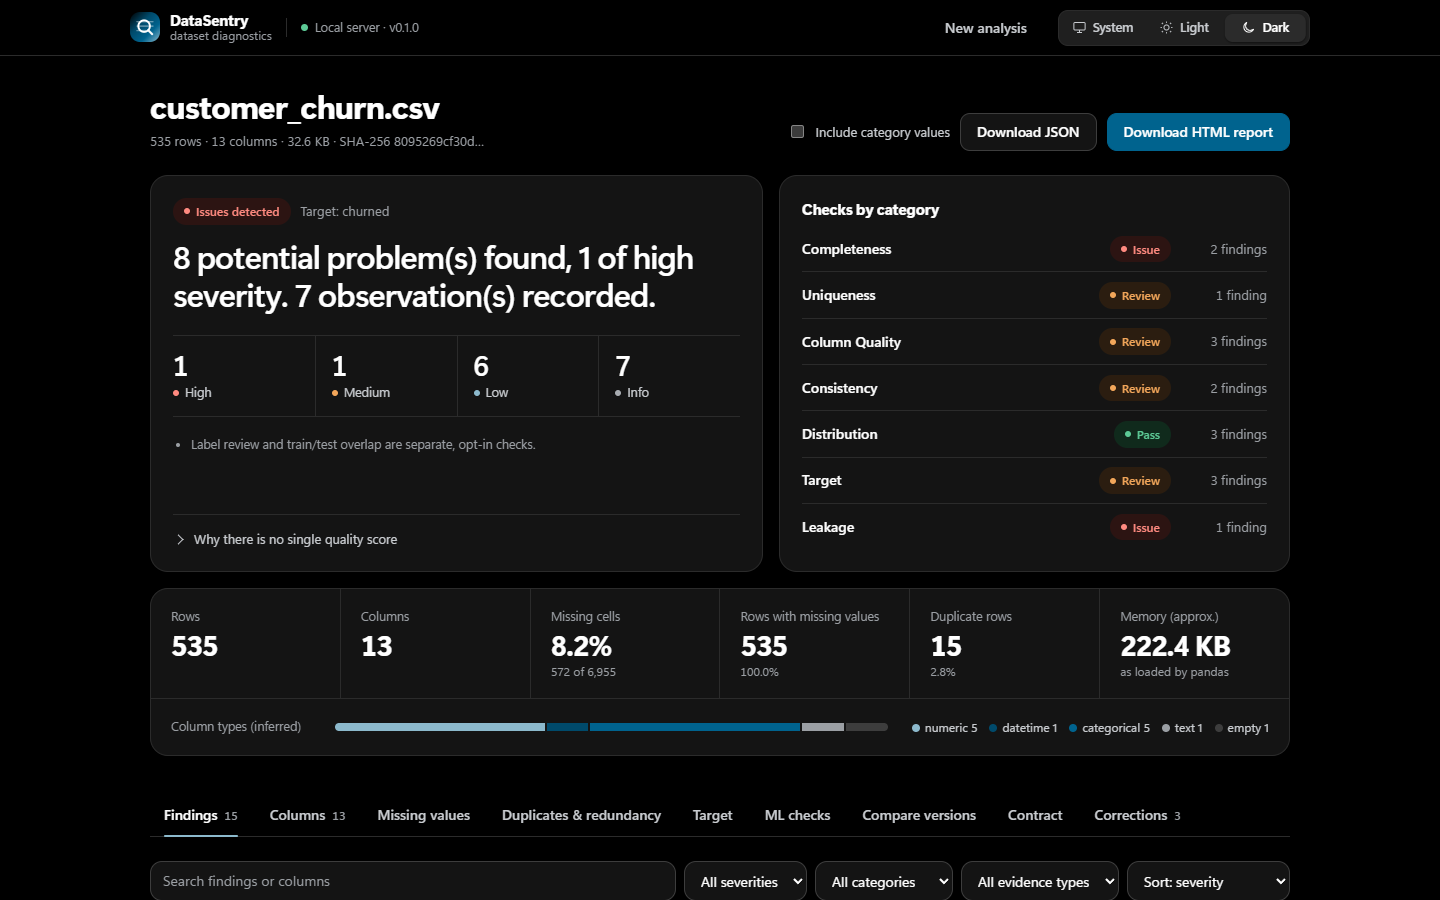 DataSentry
dataset diagnostics
Local server · v0.1.0
New analysis
System
Light
Dark
customer_churn.csv
535 rows · 13 columns · 32.6 KB · SHA-256 8095269cf30d…
Include category values
Download JSON
Download HTML report
Issues detected
Target: churned
8 potential problem(s) found, 1 of high
severity. 7 observation(s) recorded.
1
High
1
Medium
6
Low
7
Info
• Label review and train/test overlap are separate, opt-in checks.
Why there is no single quality score
Checks by category
Completeness Issue 2 findings
Uniqueness Review 1 finding
Column Quality Review 3 findings
Consistency Review 2 findings
Distribution Pass 3 findings
Target Review 3 findings
Leakage Issue 1 finding
Rows
535
Columns
13
Missing cells
8.2%
572 of 6,955
Rows with missing values
535
100.0%
Duplicate rows
15
2.8%
Memory (approx.)
222.4 KB
as loaded by pandas
Column types (inferred)
numeric 5
datetime 1
categorical 5
text 1
empty 1
Findings 15
Columns 13
Missing values
Duplicates & redundancy
Target
ML checks
Compare versions
Contract
Corrections 3
Search findings or columns
All severities
All categories
All evidence types
Sort: severity